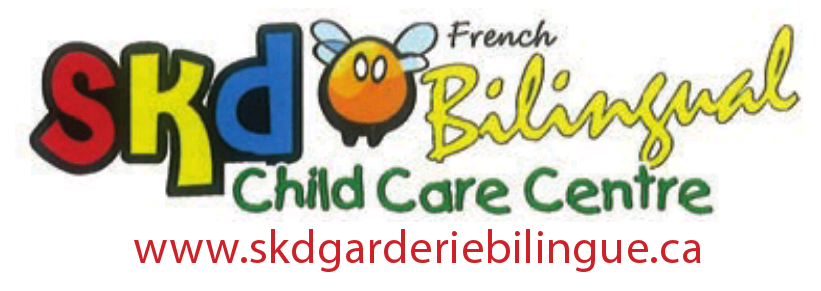 skd French
Bilingual
Child Care Centre
www.skdgarderiebilingue.ca